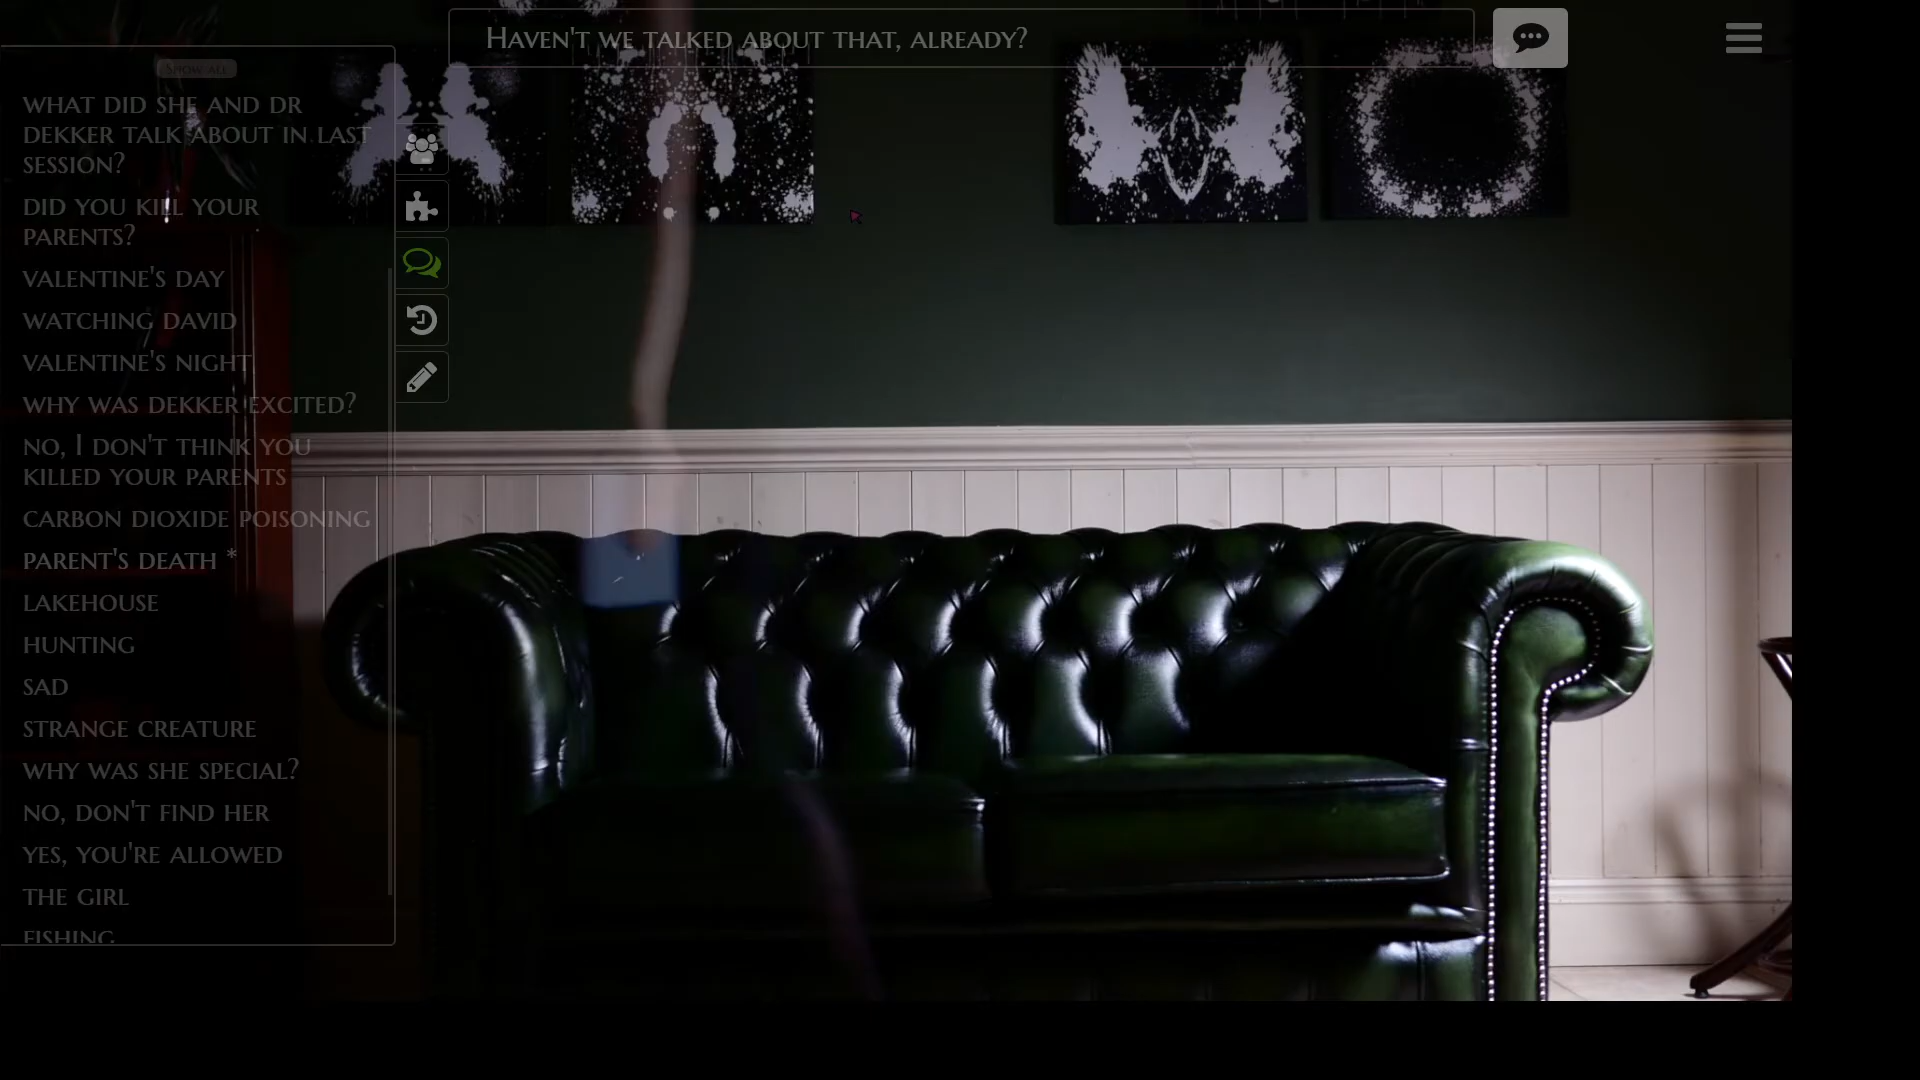 Haven't we talked about that, already?
Show all
what did she and dr
dekker talk about in last
session?
did you kill your
parents?
valentine's day
watching david
valentine's night
why was dekker excited?
no, i don't think you
killed your parents
carbon dioxide poisoning
parent's death *
lakehouse
hunting
sad
strange creature
why was she special?
no, don't find her
yes, you're allowed
the girl
fishing